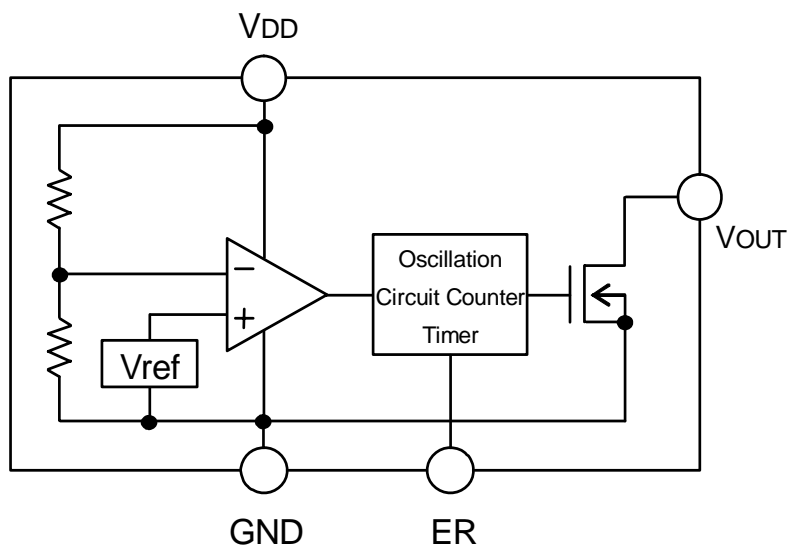 VDD
VOUT
Oscillation
Circuit Counter
Timer
−
+
Vref
GND
ER